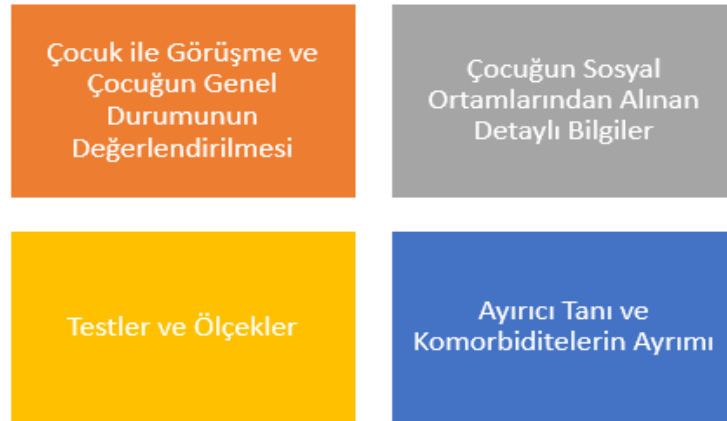 Çocuk ile Görüşme ve
Çocuğun Genel
Durumunun
Değerlendirilmesi
Çocuğun Sosyal
Ortamlarından Alınan
Detaylı Bilgiler
Testler ve Ölçekler
Ayırıcı Tanı ve
Komorbiditelerin Ayrımı